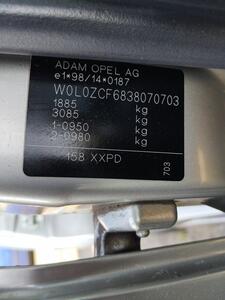 ADAM OPEL AG
e1*98/14*0187
W0L0ZCF6838070703
1885 kg
3085 kg
1-0950 kg
2-0980 kg
158 XXPD
703